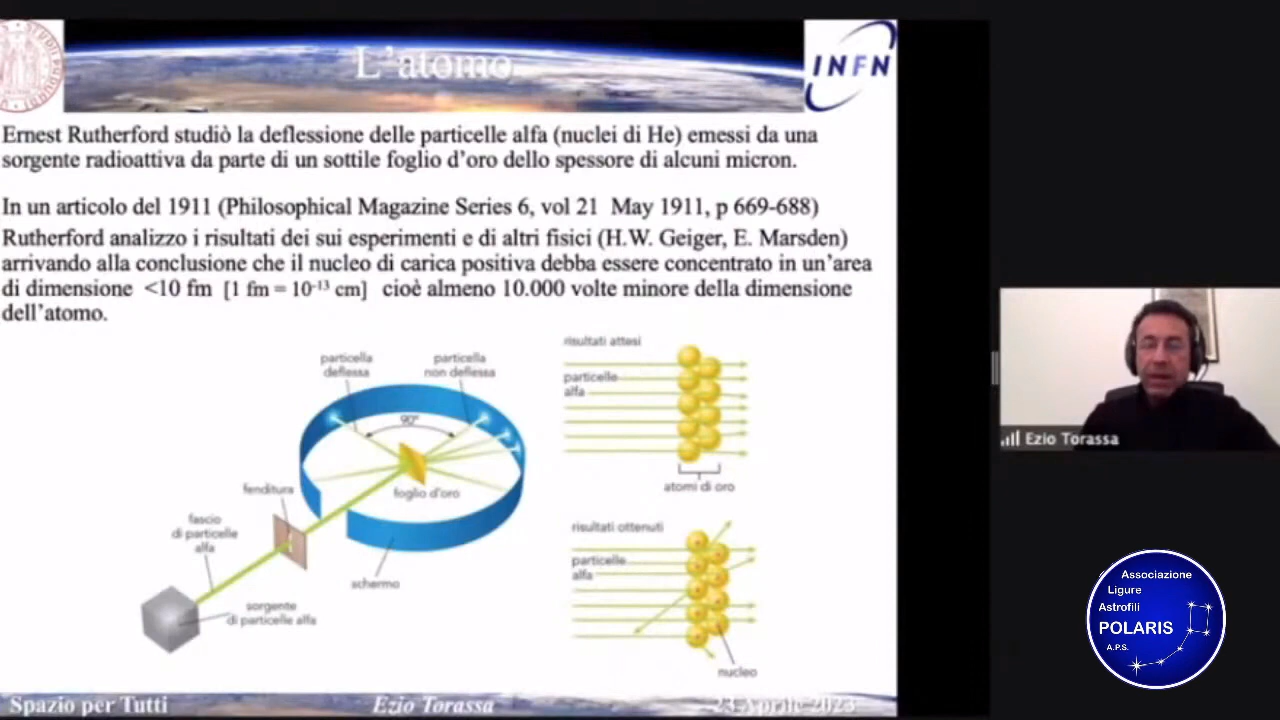 L'atomo
INFN
Ernest Rutherford studiò la deflessione delle particelle alfa (nuclei di He) emessi da una
sorgente radioattiva da parte di un sottile foglio d'oro dello spessore di alcuni micron.
In un articolo del 1911 (Philosophical Magazine Series 6, vol 21 May 1911, p 669-688)
Rutherford analizzo i risultati dei sui esperimenti e di altri fisici (H.W. Geiger, E. Marsden)
arrivando alla conclusione che il nucleo di carica positiva debba essere concentrato in un'area
di dimensione <10 fm [1 fm = 10⁻¹³ cm] cioè almeno 10.000 volte minore della dimensione
dell'atomo.
particella
deflessa
particella
non deflessa
90°
foglio d'oro
fenditura
fascio
di particelle
alfa
schermo
sorgente
di particelle alfa
risultati attesi
particelle
alfa
atomi di oro
risultati ottenuti
particelle
alfa
nucleo
Spazio per Tutti
Ezio Torassa
23 Aprile 2023
Ezio Torassa
Associazione
Ligure
Astrofili
POLARIS
A.P.S.